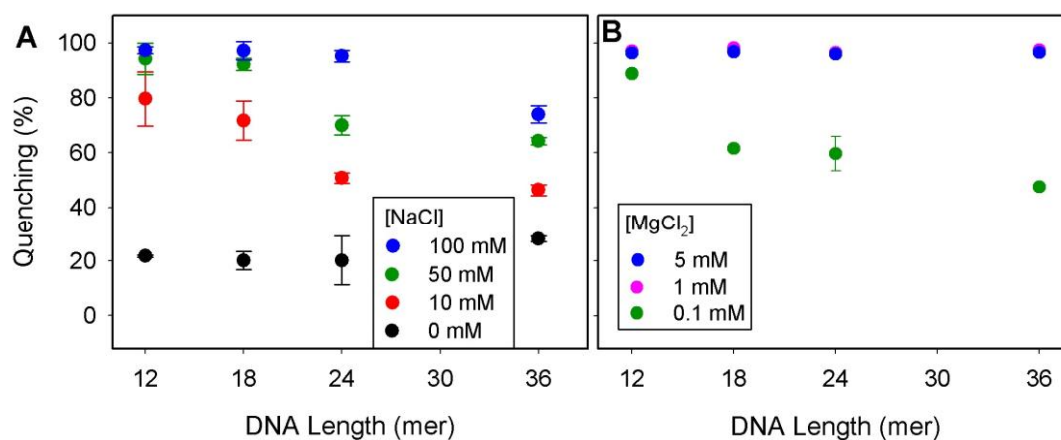 A
B
Quenching (%)
100
80
60
40
20
0
[NaCl]
100 mM
50 mM
10 mM
0 mM
[MgCl₂]
5 mM
1 mM
0.1 mM
12 18 24 30 36
12 18 24 30 36
DNA Length (mer)
DNA Length (mer)